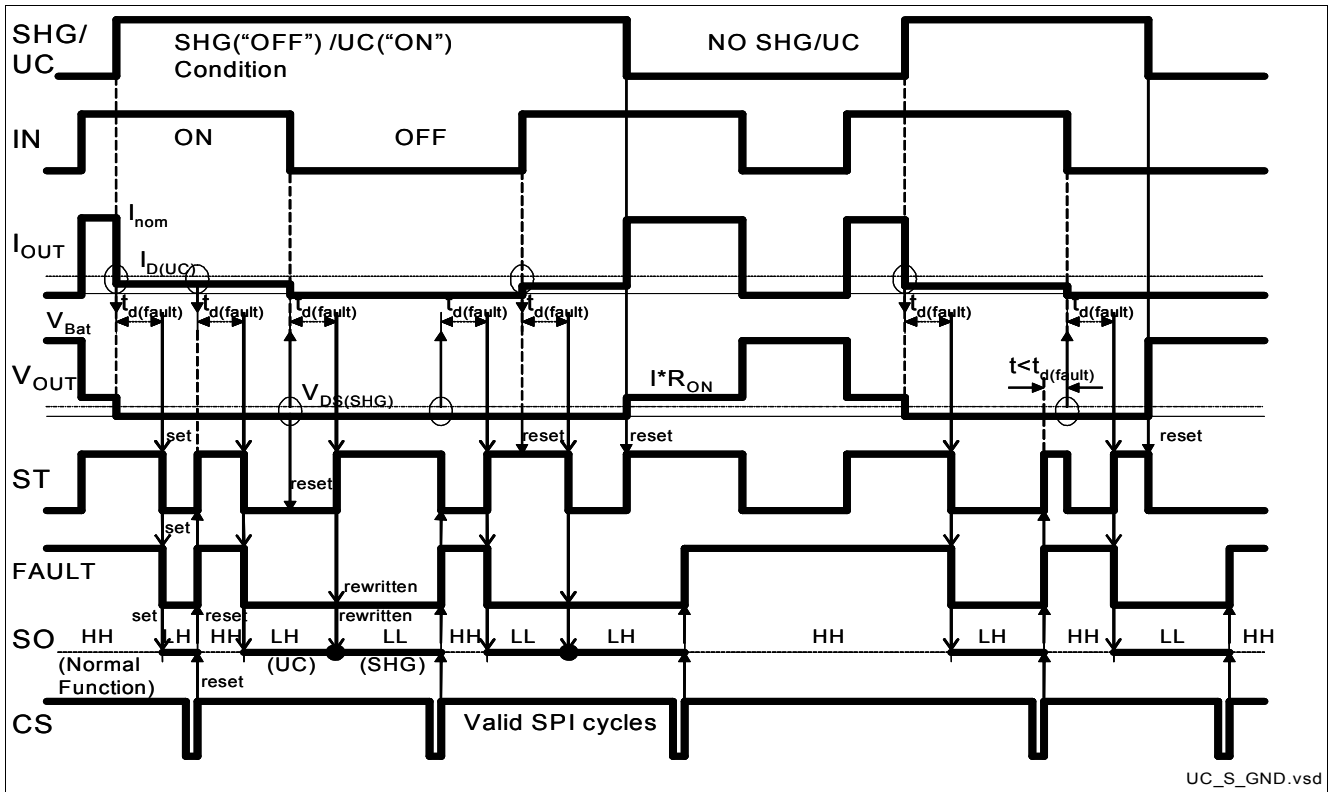 SHG/
UC
SHG("OFF") /UC("ON")
Condition
NO SHG/UC
IN
ON
OFF
Inom
IOUT
ID(UC)
td(fault)
td(fault)
td(fault)
td(fault)
td(fault)
td(fault)
td(fault)
VBat
VOUT
VDS(SHG)
I*RON
t<td(fault)
set
reset
reset
reset
ST
reset
set
FAULT
rewritten
set
reset
rewritten
SO
HH
LH
HH
LH
LL
HH
LL
LH
HH
LH
HH
LL
HH
(Normal
Function)
(UC)
(SHG)
reset
CS
Valid SPI cycles
UC_S_GND.vsd